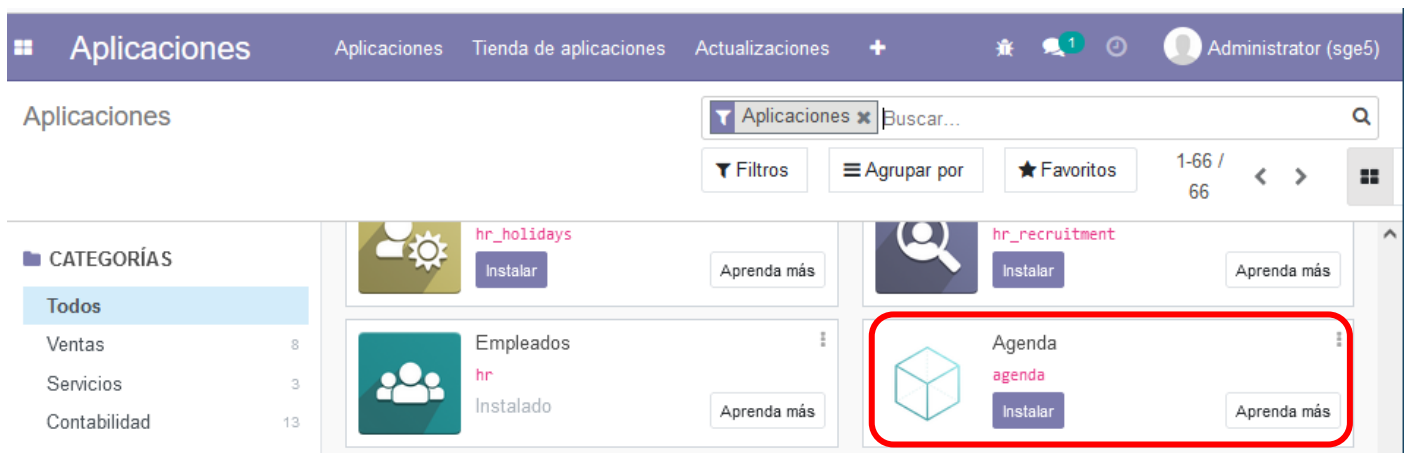 Aplicaciones
Aplicaciones Tienda de aplicaciones Actualizaciones
1
Administrator (sge5)
Aplicaciones
Aplicaciones Buscar...
Filtros
Agrupar por
Favoritos
1-66 /
66
CATEGORÍAS
Todos
Ventas 8
Servicios 3
Contabilidad 13
hr_holidays
Instalar
Aprenda más
hr_recruitment
Instalar
Aprenda más
Empleados
hr
Instalado
Aprenda más
Agenda
agenda
Instalar
Aprenda más